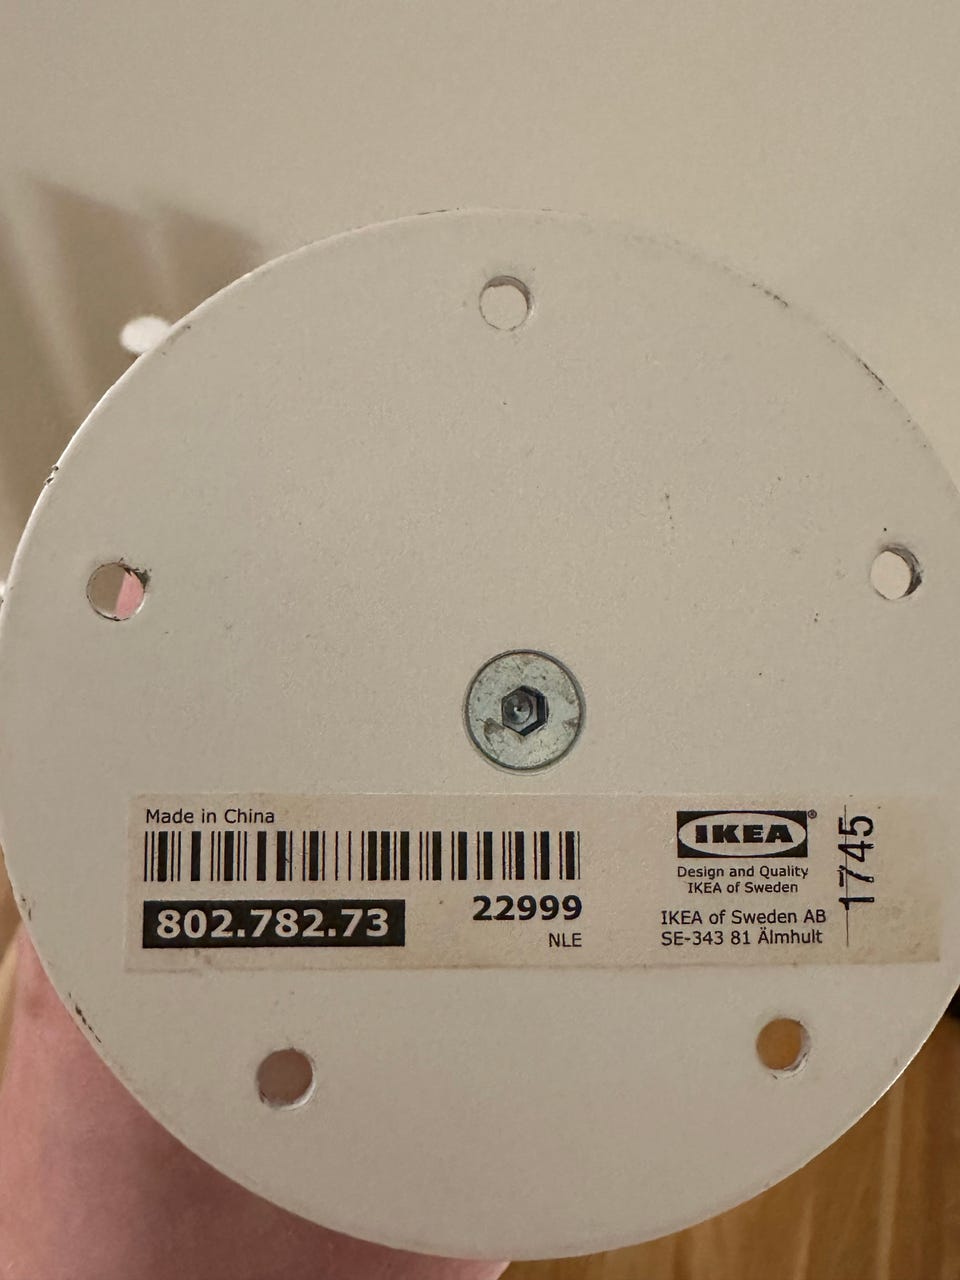 Made in China
802.782.73
22999
NLE
IKEA®
Design and Quality
IKEA of Sweden
IKEA of Sweden AB
SE-343 81 Älmhult
1745